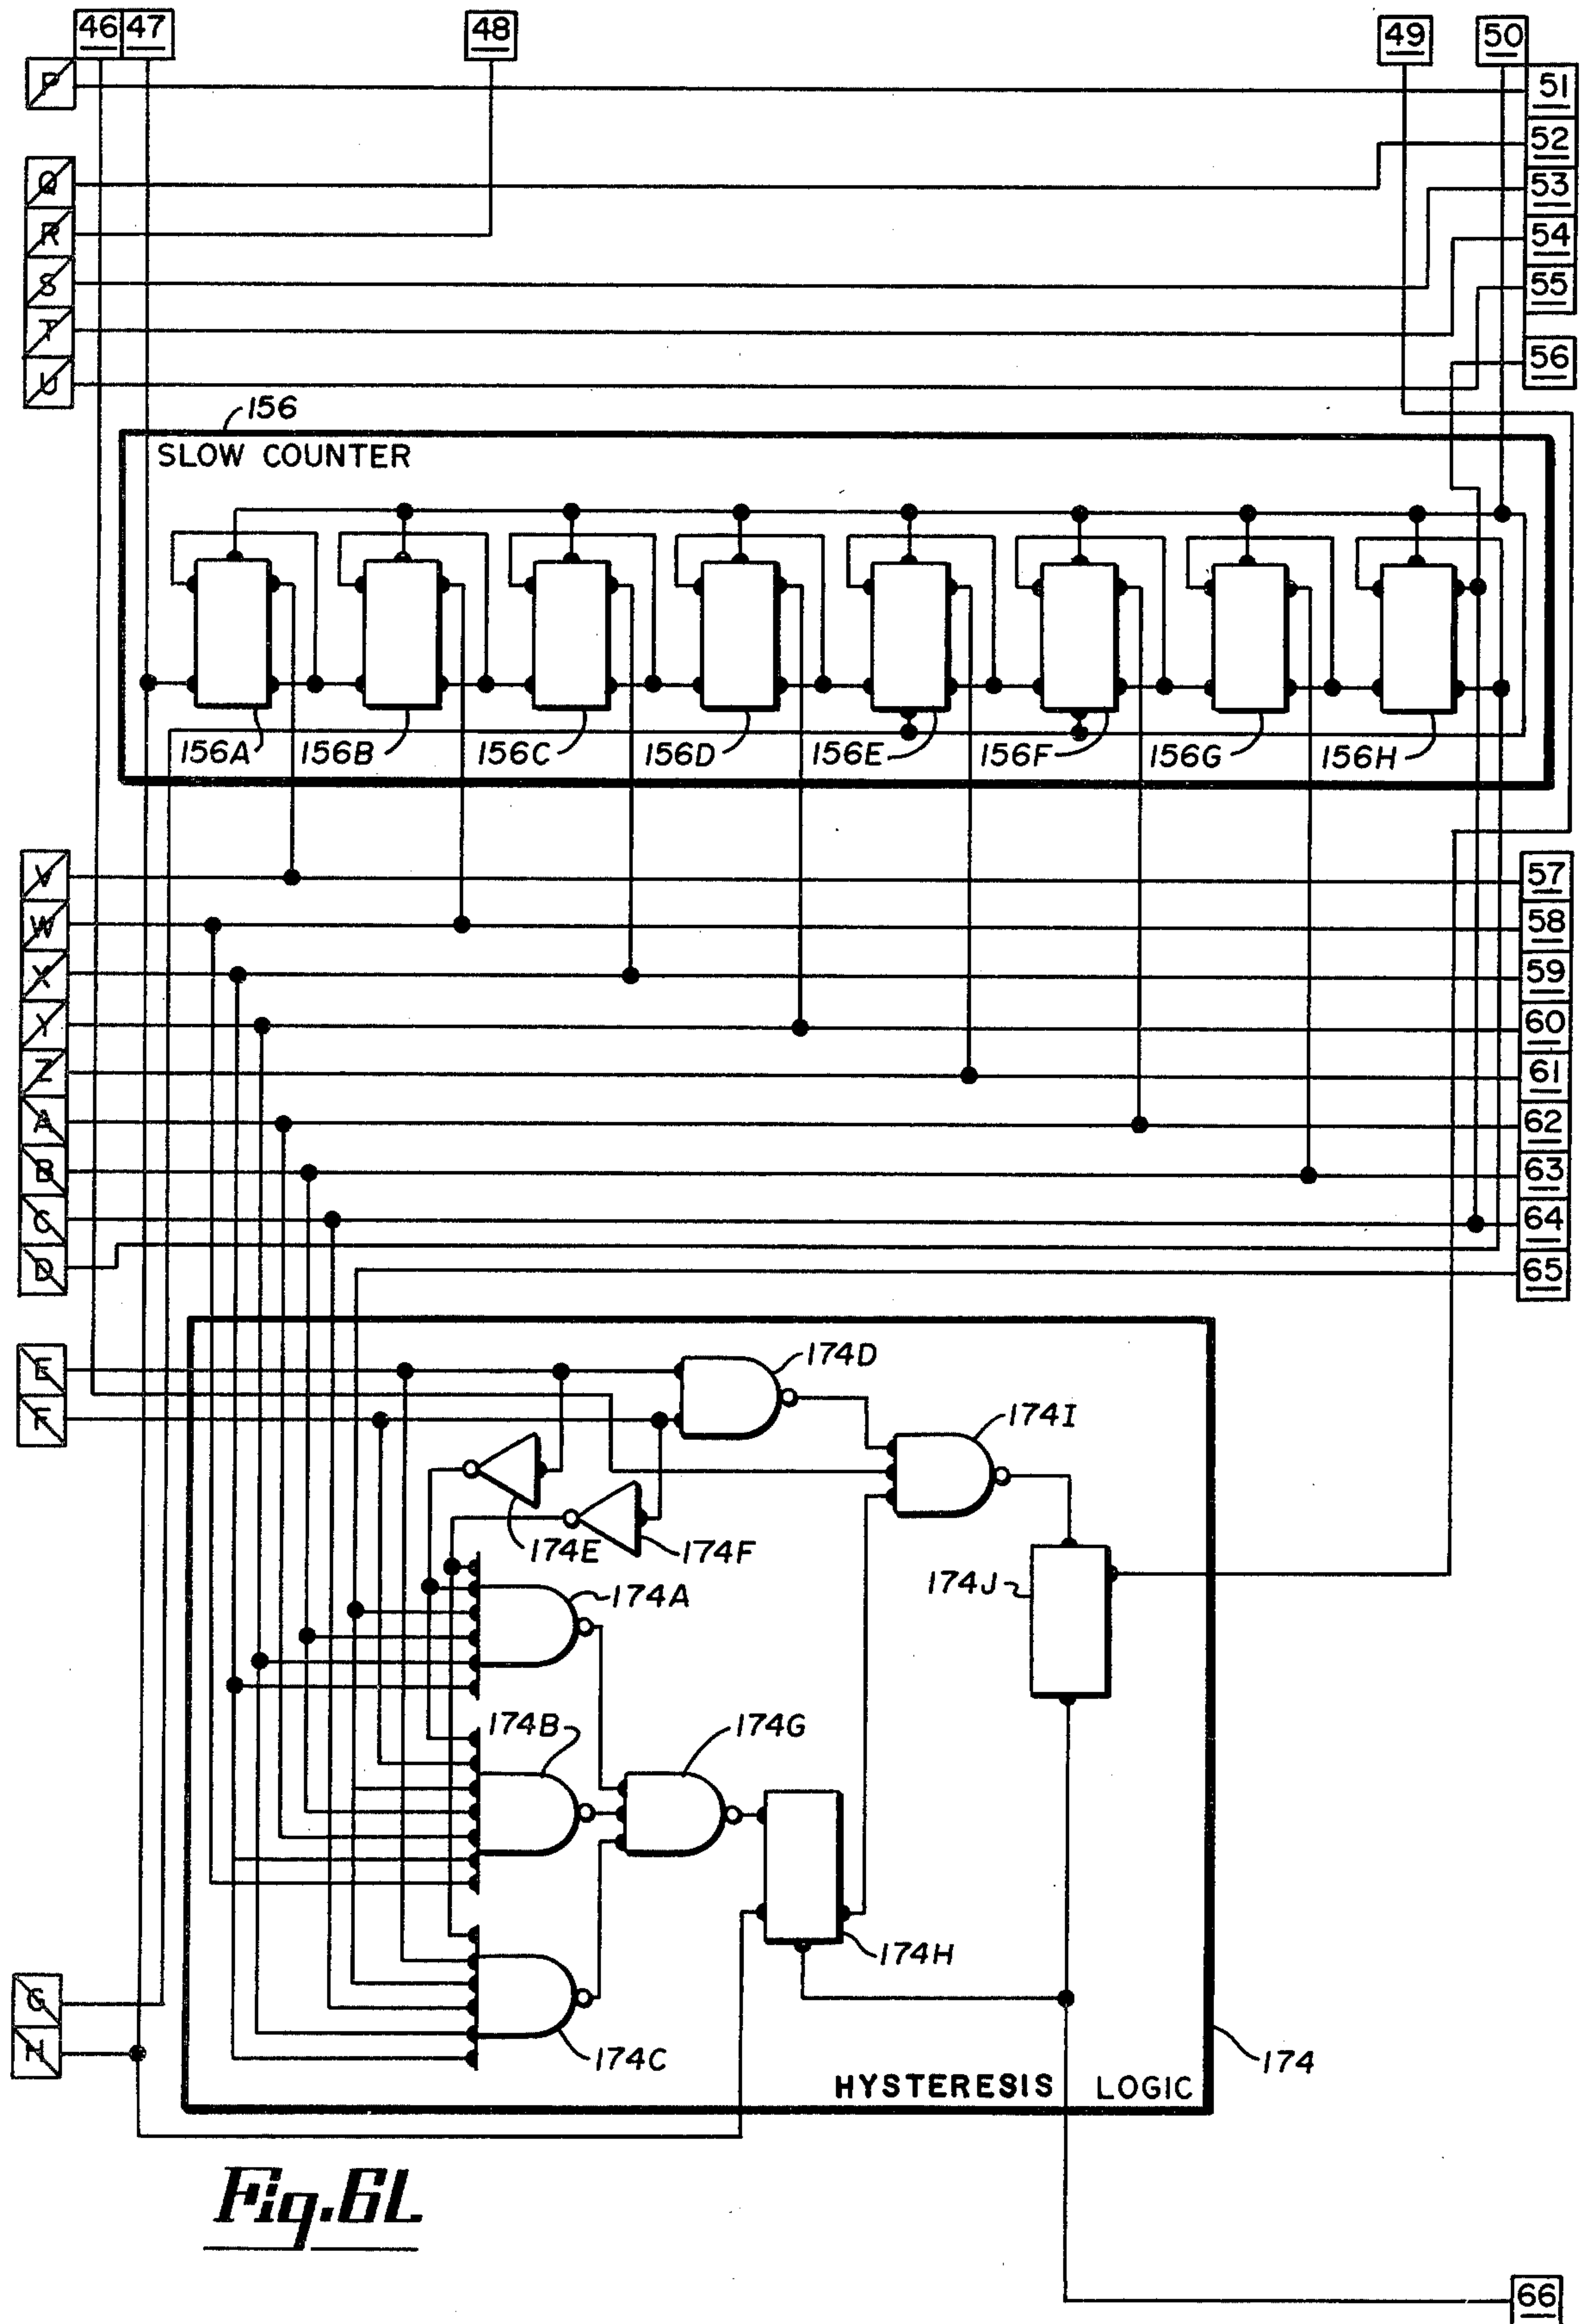 46 47 48 49 50
P 51
52
Q 53
R 54
S 55
T 56
U
156
SLOW COUNTER
156A 156B 156C 156D 156E 156F 156G 156H
V 57
W 58
X 59
Y 60
Z 61
A 62
B 63
C 64
D 65
E 174D
F 174I
174E 174F
174A 174J
174B 174G
174H
G
H 174C 174
HYSTERESIS LOGIC
Fig. 6L
66